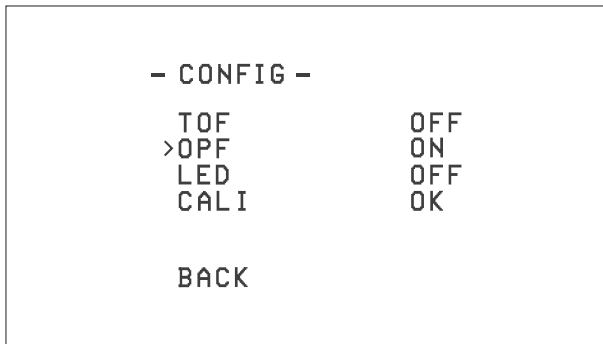 - CONFIG -
TOF OFF
>OPF ON
LED OFF
CALI OK
BACK